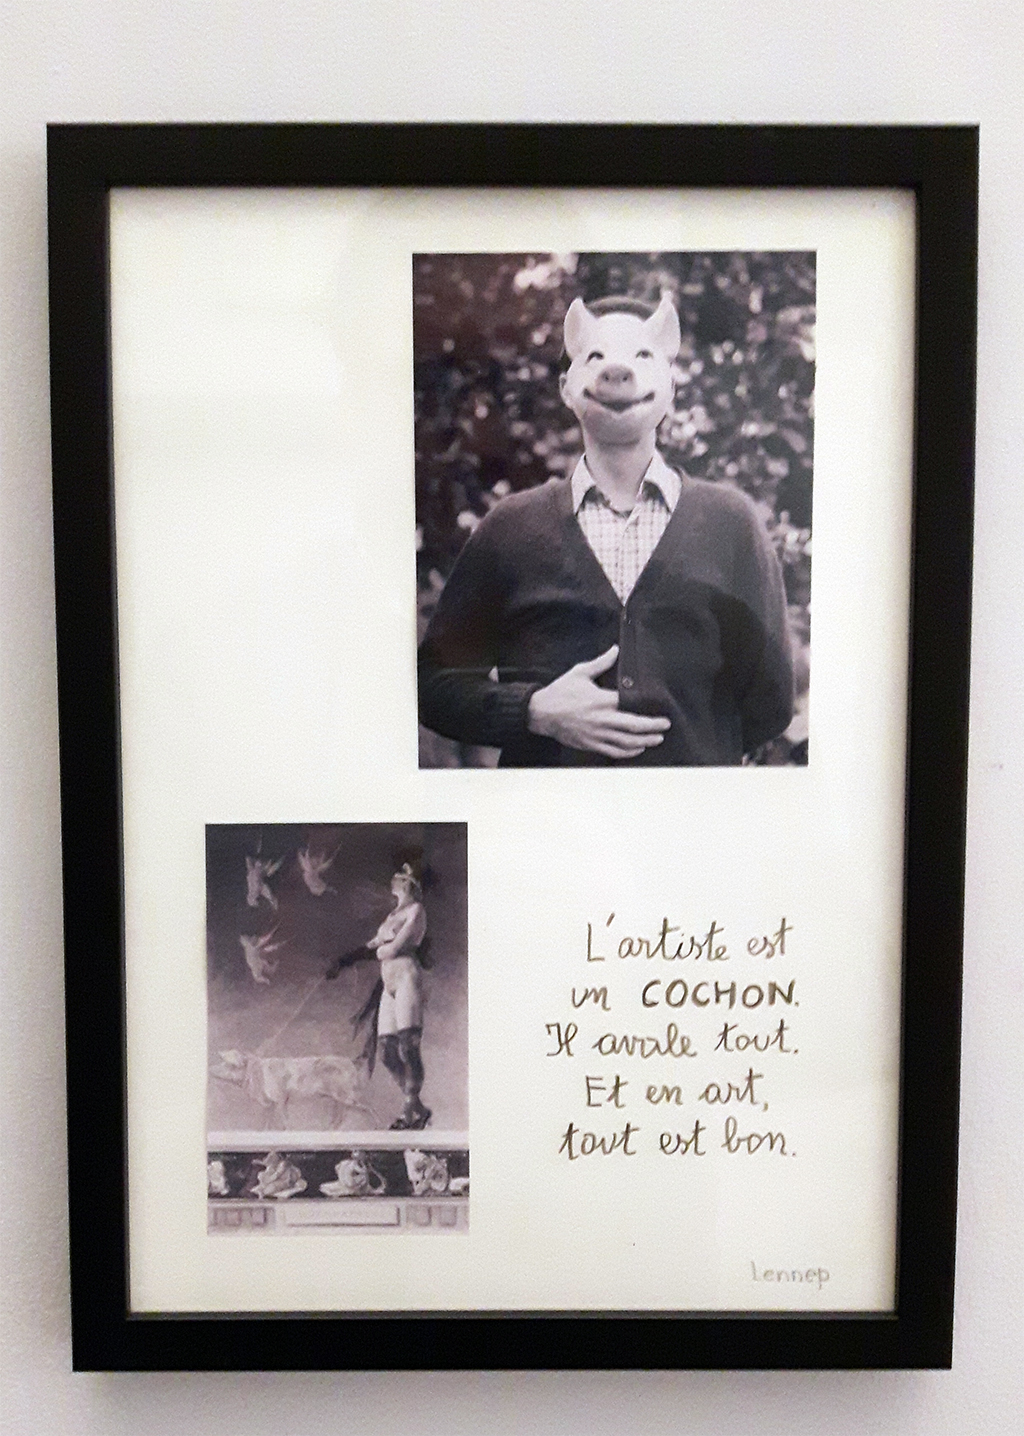 L'artiste est
un COCHON.
Il avale tout.
Et en art,
tout est bon.
Lennep